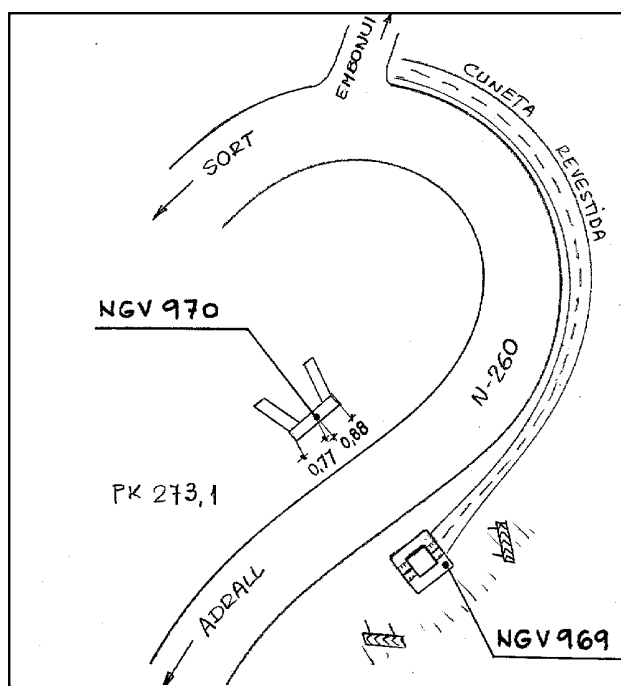 EMBONUI
CUNETA
REVESTIDA
SORT
NGV 970
N-260
0,77 0,88
PK 273,1
ADRALL
NGV 969